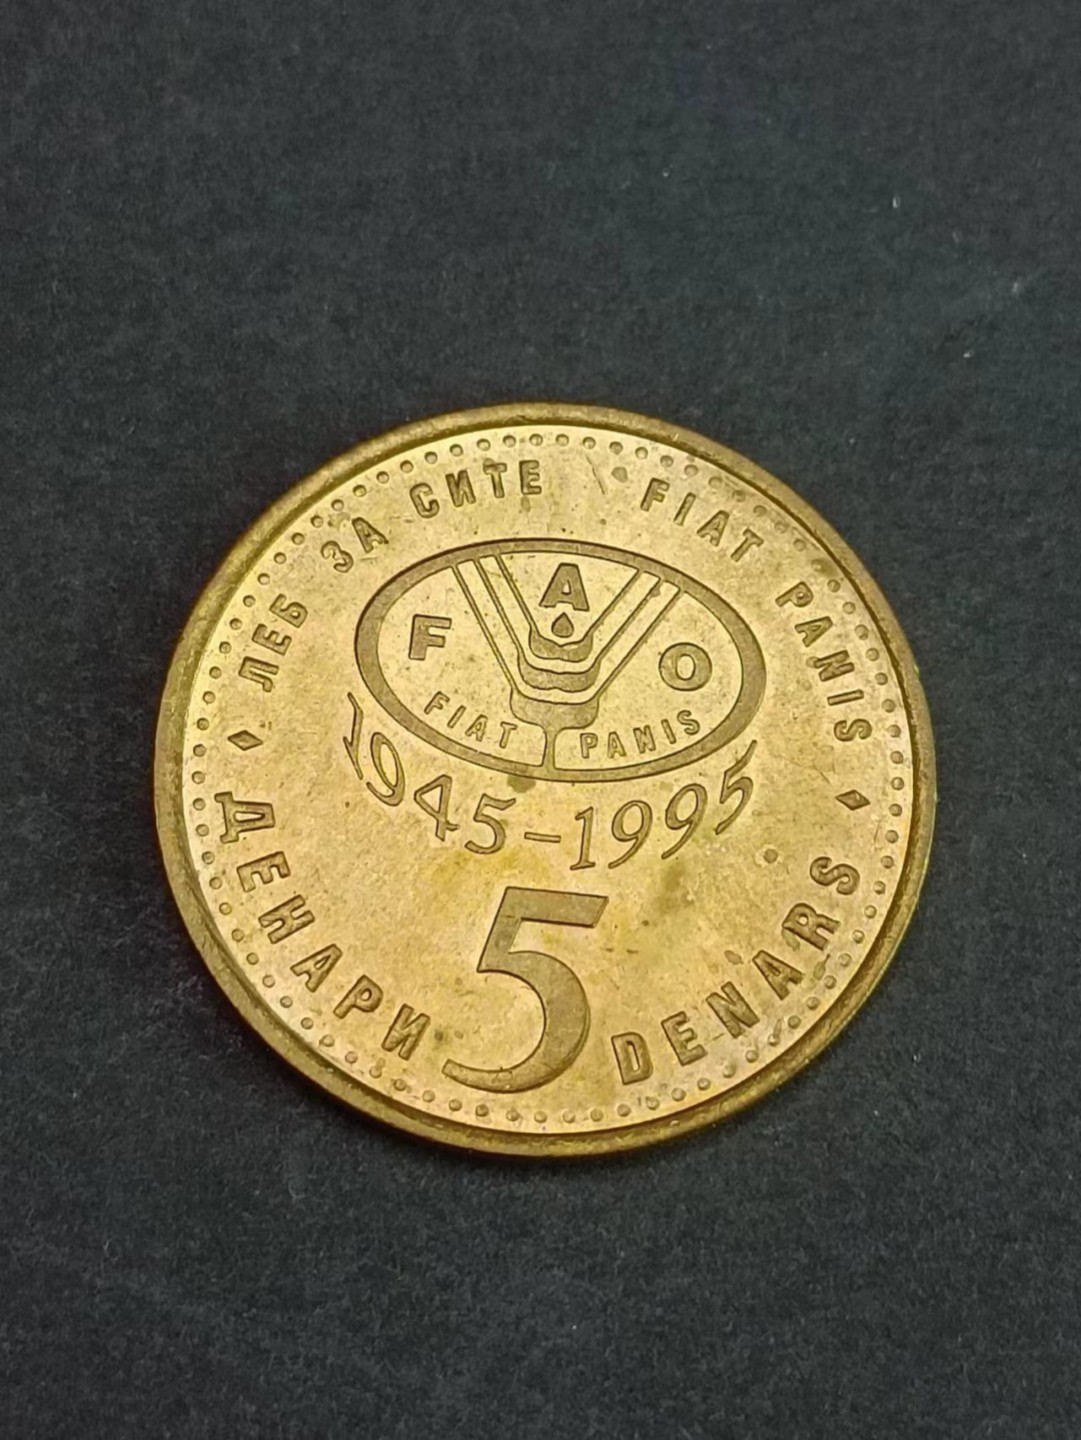 ЛЕБ ЗА СИТЕ FIAT PANIS
F A O
FIAT PANIS
1945-1995
5
ДЕНАРИ DENARS